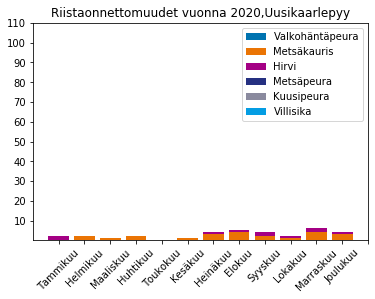 Riistaonnettomuudet vuonna 2020,Uusikaarlepyy
110
100
90
80
70
60
50
40
30
20
10
Valkohäntäpeura
Metsäkauris
Hirvi
Metsäpeura
Kuusipeura
Villisika
Tammikuu
Helmikuu
Maaliskuu
Huhtikuu
Toukokuu
Kesäkuu
Heinäkuu
Elokuu
Syyskuu
Lokakuu
Marraskuu
Joulukuu